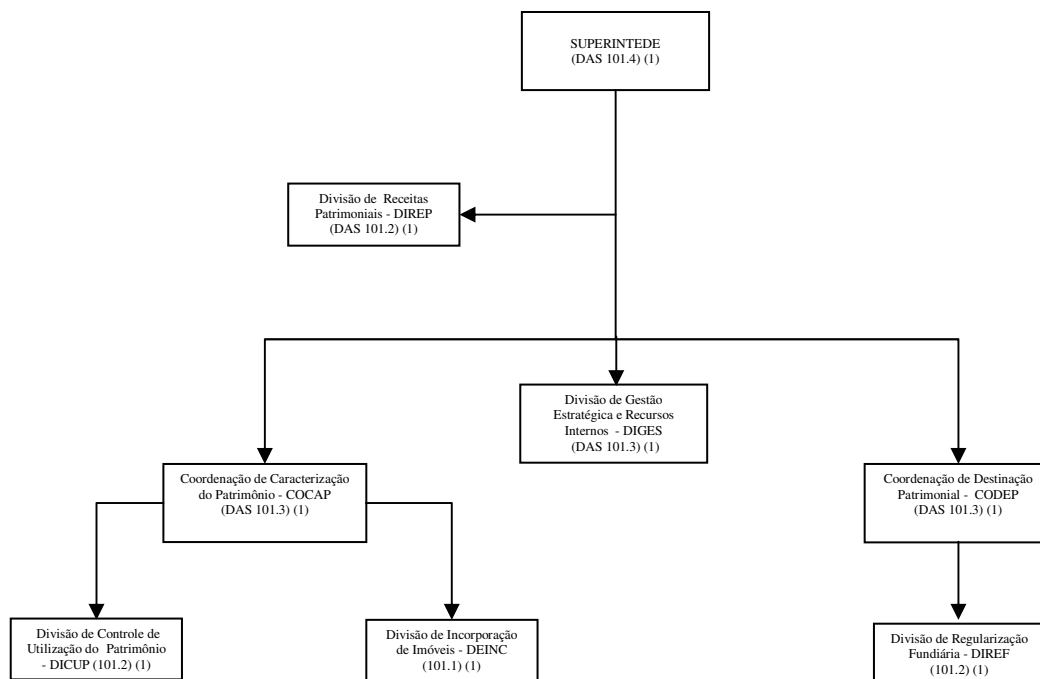 SUPERINTEDE
(DAS 101.4) (1)
Divisão de Receitas
Patrimoniais - DIREP
(DAS 101.2) (1)
Divisão de Gestão
Estratégica e Recursos
Internos - DIGES
(DAS 101.3) (1)
Coordenação de Caracterização
do Patrimônio - COCAP
(DAS 101.3) (1)
Coordenação de Destinação
Patrimonial - CODEP
(DAS 101.3) (1)
Divisão de Controle de
Utilização do Patrimônio
- DICUP (101.2) (1)
Divisão de Incorporação
de Imóveis - DEINC
(101.1) (1)
Divisão de Regularização
Fundiária - DIREF
(101.2) (1)